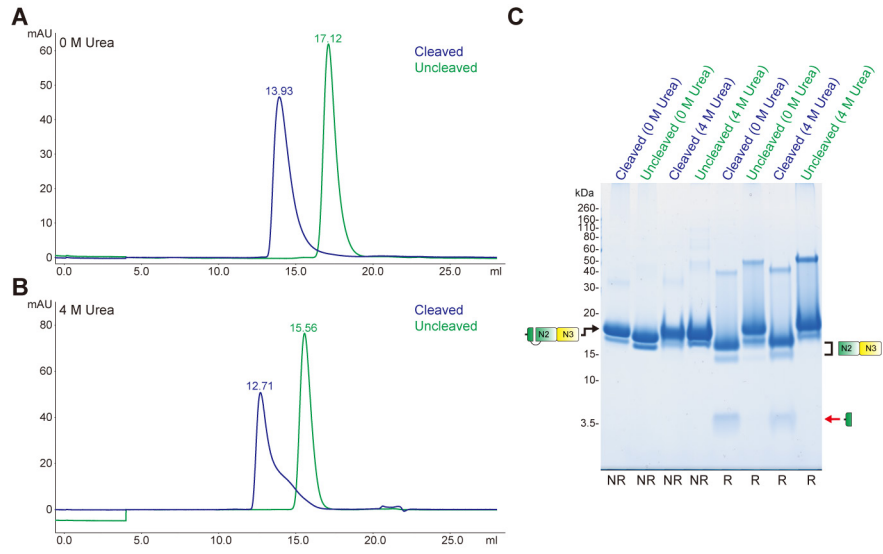 A
mAU
0 M Urea
60
50
40
30
20
10
0
17.12
13.93
Cleaved
Uncleaved
0.0 5.0 10.0 15.0 20.0 25.0 ml
B
mAU
4 M Urea
80
60
40
20
0
15.56
12.71
Cleaved
Uncleaved
0.0 5.0 10.0 15.0 20.0 25.0 ml
C
Cleaved (0 M Urea)
Uncleaved (0 M Urea)
Cleaved (4 M Urea)
Uncleaved (4 M Urea)
Cleaved (0 M Urea)
Uncleaved (0 M Urea)
Cleaved (4 M Urea)
Uncleaved (4 M Urea)
kDa
260-
160-
110-
80-
60-
50-
40-
30-
20-
15-
10-
3.5-
N2 N3
N2 N3
NR NR NR NR R R R R